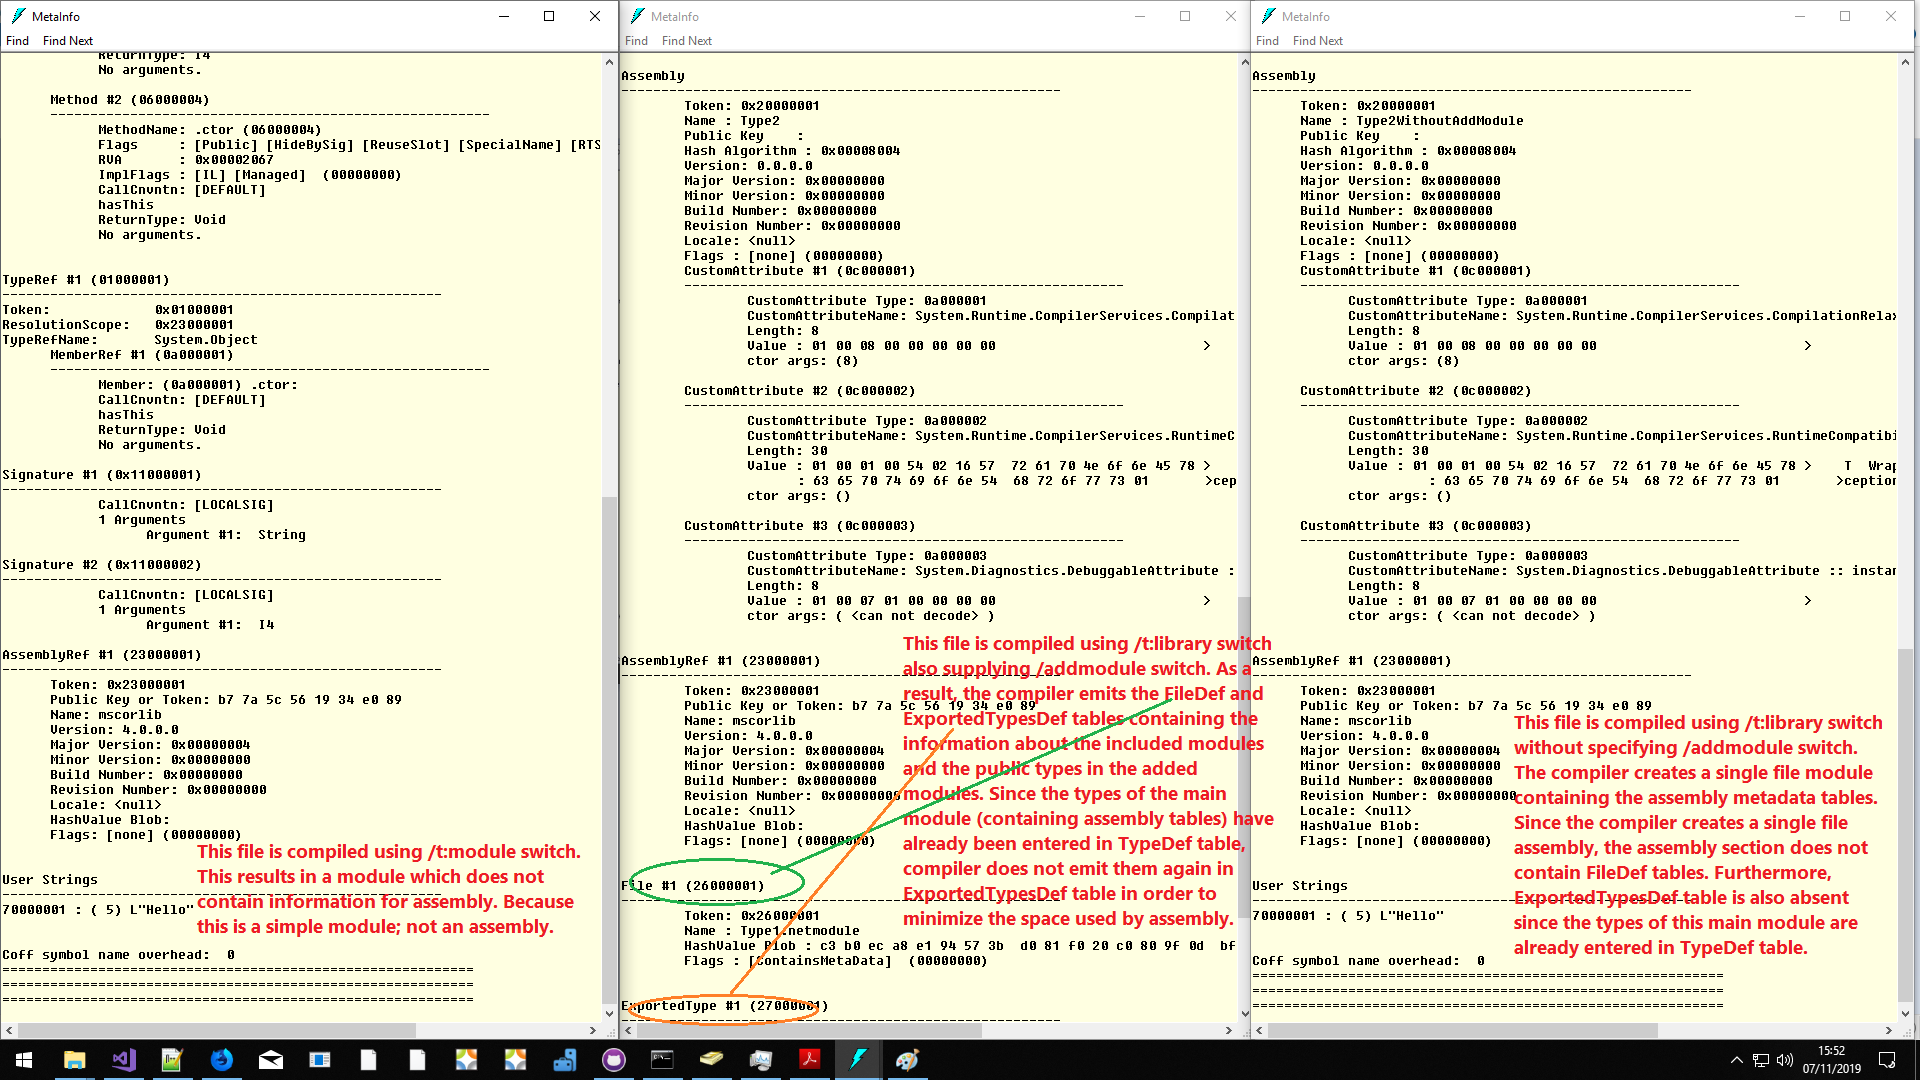 MetaInfo
Find Find Next
ReturnType: I4
No arguments.
Method #2 (06000004)
-------------------------------------------------------
MethodName: .ctor (06000004)
Flags : [Public] [HideBySig] [ReuseSlot] [SpecialName] [RTS
RVA : 0x00002067
ImplFlags : [IL] [Managed] (00000000)
CallCnvntn: [DEFAULT]
hasThis
ReturnType: Void
No arguments.
TypeRef #1 (01000001)
-------------------------------------------------------
Token: 0x01000001
ResolutionScope: 0x23000001
TypeRefName: System.Object
MemberRef #1 (0a000001)
-------------------------------------------------------
Member: (0a000001) .ctor:
CallCnvntn: [DEFAULT]
hasThis
ReturnType: Void
No arguments.
Signature #1 (0x11000001)
-------------------------------------------------------
CallCnvntn: [LOCALSIG]
1 Arguments
Argument #1: String
Signature #2 (0x11000002)
-------------------------------------------------------
CallCnvntn: [LOCALSIG]
1 Arguments
Argument #1: I4
AssemblyRef #1 (23000001)
-------------------------------------------------------
Token: 0x23000001
Public Key or Token: b7 7a 5c 56 19 34 e0 89
Name: mscorlib
Version: 4.0.0.0
Major Version: 0x00000004
Minor Version: 0x00000000
Build Number: 0x00000000
Revision Number: 0x00000000
Locale: <null>
HashValue Blob:
Flags: [none] (00000000)
This file is compiled using /t:module switch.
This results in a module which does not
contain information for assembly. Because
this is a simple module; not an assembly.
User Strings
-------------------------------------------------------
70000001 : ( 5) L"Hello"
Coff symbol name overhead: 0
===========================================================
===========================================================
===========================================================
MetaInfo
Find Find Next
Assembly
-------------------------------------------------------
Token: 0x20000001
Name : Type2
Public Key :
Hash Algorithm : 0x00008004
Version: 0.0.0.0
Major Version: 0x00000000
Minor Version: 0x00000000
Build Number: 0x00000000
Revision Number: 0x00000000
Locale: <null>
Flags : [none] (00000000)
CustomAttribute #1 (0c000001)
-------------------------------------------------------
CustomAttribute Type: 0a000001
CustomAttributeName: System.Runtime.CompilerServices.Compilat
Length: 8
Value : 01 00 08 00 00 00 00 00 >
ctor args: (8)
CustomAttribute #2 (0c000002)
-------------------------------------------------------
CustomAttribute Type: 0a000002
CustomAttributeName: System.Runtime.CompilerServices.RuntimeC
Length: 30
Value : 01 00 01 00 54 02 16 57 72 61 70 4e 6f 6e 45 78 >
: 63 65 70 74 69 6f 6e 54 68 72 6f 77 73 01 >cep
ctor args: ()
CustomAttribute #3 (0c000003)
-------------------------------------------------------
CustomAttribute Type: 0a000003
CustomAttributeName: System.Diagnostics.DebuggableAttribute :
Length: 8
Value : 01 00 07 01 00 00 00 00 >
ctor args: ( <can not decode> )
AssemblyRef #1 (23000001)
-------------------------------------------------------
Token: 0x23000001
Public Key or Token: b7 7a 5c 56 19 34 e0 89
Name: mscorlib
Version: 4.0.0.0
Major Version: 0x00000004
Minor Version: 0x00000000
Build Number: 0x00000000
Revision Number: 0x00000000
Locale: <null>
HashValue Blob:
Flags: [none] (00000000)
This file is compiled using /t:library switch
also supplying /addmodule switch. As a
result, the compiler emits the FileDef and
ExportedTypesDef tables containing the
information about the included modules
and the public types in the added
modules. Since the types of the main
module (containing assembly tables) have
already been entered in TypeDef table,
compiler does not emit them again in
ExportedTypesDef table in order to
minimize the space used by assembly.
File #1 (26000001)
-------------------------------------------------------
Token: 0x26000001
Name : Type1.netmodule
HashValue Blob : c3 b0 ec a8 e1 94 57 3b d0 81 f0 20 c0 80 9f 0d bf
Flags : [ContainsMetaData] (00000000)
ExportedType #1 (27000001)
-------------------------------------------------------
MetaInfo
Find Find Next
Assembly
-------------------------------------------------------
Token: 0x20000001
Name : Type2WithoutAddModule
Public Key :
Hash Algorithm : 0x00008004
Version: 0.0.0.0
Major Version: 0x00000000
Minor Version: 0x00000000
Build Number: 0x00000000
Revision Number: 0x00000000
Locale: <null>
Flags : [none] (00000000)
CustomAttribute #1 (0c000001)
-------------------------------------------------------
CustomAttribute Type: 0a000001
CustomAttributeName: System.Runtime.CompilerServices.CompilationRelax
Length: 8
Value : 01 00 08 00 00 00 00 00 >
ctor args: (8)
CustomAttribute #2 (0c000002)
-------------------------------------------------------
CustomAttribute Type: 0a000002
CustomAttributeName: System.Runtime.CompilerServices.RuntimeCompatibi
Length: 30
Value : 01 00 01 00 54 02 16 57 72 61 70 4e 6f 6e 45 78 > T Wrap
: 63 65 70 74 69 6f 6e 54 68 72 6f 77 73 01 >ception
ctor args: ()
CustomAttribute #3 (0c000003)
-------------------------------------------------------
CustomAttribute Type: 0a000003
CustomAttributeName: System.Diagnostics.DebuggableAttribute :: instan
Length: 8
Value : 01 00 07 01 00 00 00 00 >
ctor args: ( <can not decode> )
AssemblyRef #1 (23000001)
-------------------------------------------------------
Token: 0x23000001
Public Key or Token: b7 7a 5c 56 19 34 e0 89
Name: mscorlib
Version: 4.0.0.0
Major Version: 0x00000004
Minor Version: 0x00000000
Build Number: 0x00000000
Revision Number: 0x00000000
Locale: <null>
HashValue Blob:
Flags: [none] (00000000)
This file is compiled using /t:library switch
without specifying /addmodule switch.
The compiler creates a single file module
containing the assembly metadata tables.
Since the compiler creates a single file
assembly, the assembly section does not
contain FileDef tables. Furthermore,
ExportedTypesDef table is also absent
since the types of this main module are
already entered in TypeDef table.
User Strings
-------------------------------------------------------
70000001 : ( 5) L"Hello"
Coff symbol name overhead: 0
===========================================================
===========================================================
===========================================================
15:52
07/11/2019